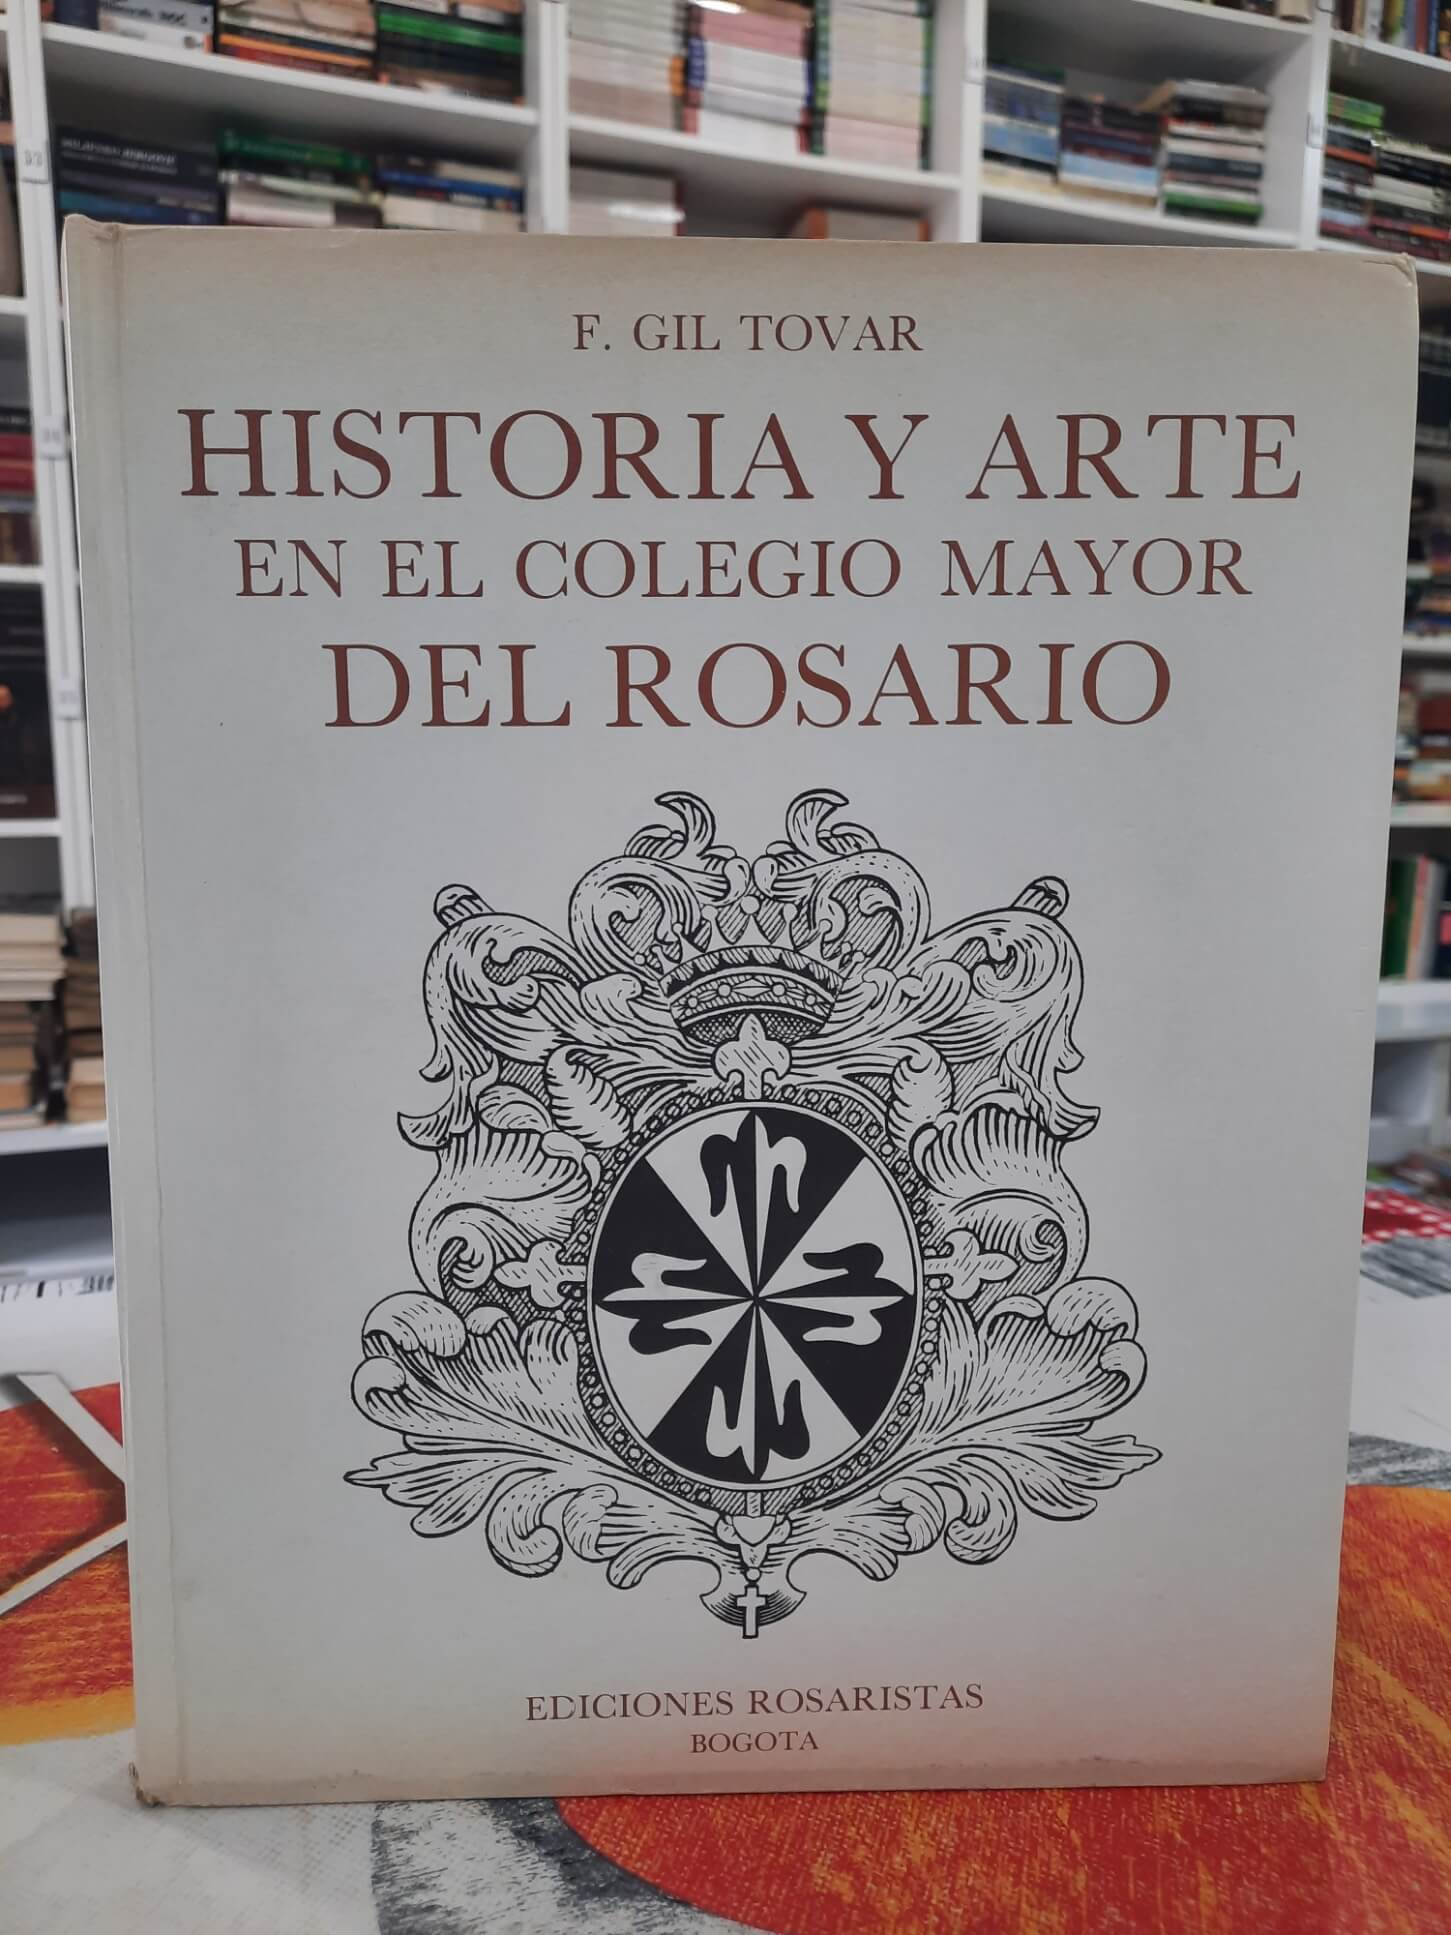 F. GIL TOVAR
HISTORIA Y ARTE
EN EL COLEGIO MAYOR
DEL ROSARIO
EDICIONES ROSARISTAS
BOGOTA